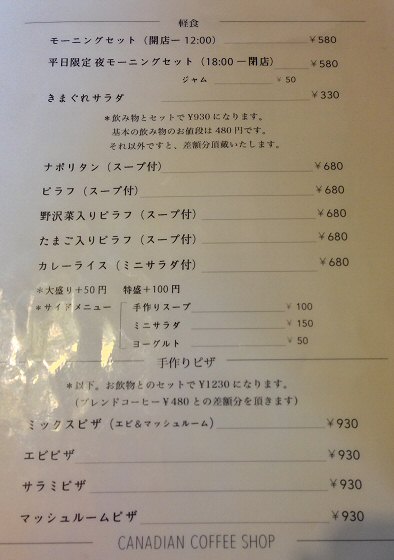 軽食
モーニングセット（開店ー12:00） ￥580
平日限定 夜モーニングセット（18:00ー閉店） ￥580
ジャム ￥50
きまぐれサラダ ￥330
＊飲み物とセットで¥930になります。
基本の飲み物のお値段は480円です。
それ以外ですと、差額分頂戴いたします。
ナポリタン（スープ付） ￥680
ピラフ（スープ付） ￥680
野沢菜入りピラフ（スープ付） ￥680
たまご入りピラフ（スープ付） ￥680
カレーライス（ミニサラダ付） ￥680
＊大盛り＋50円 特盛＋100円
＊サイドメニュー 手作りスープ ￥100
ミニサラダ ￥150
ヨーグルト ￥50
手作りピザ
＊以下。お飲物とのセットで¥1230になります。
（ブレンドコーヒー¥480との差額分を頂きます）
ミックスピザ（エビ&マッシュルーム） ￥930
エビピザ ￥930
サラミピザ ￥930
マッシュルームピザ ￥930
CANADIAN COFFEE SHOP